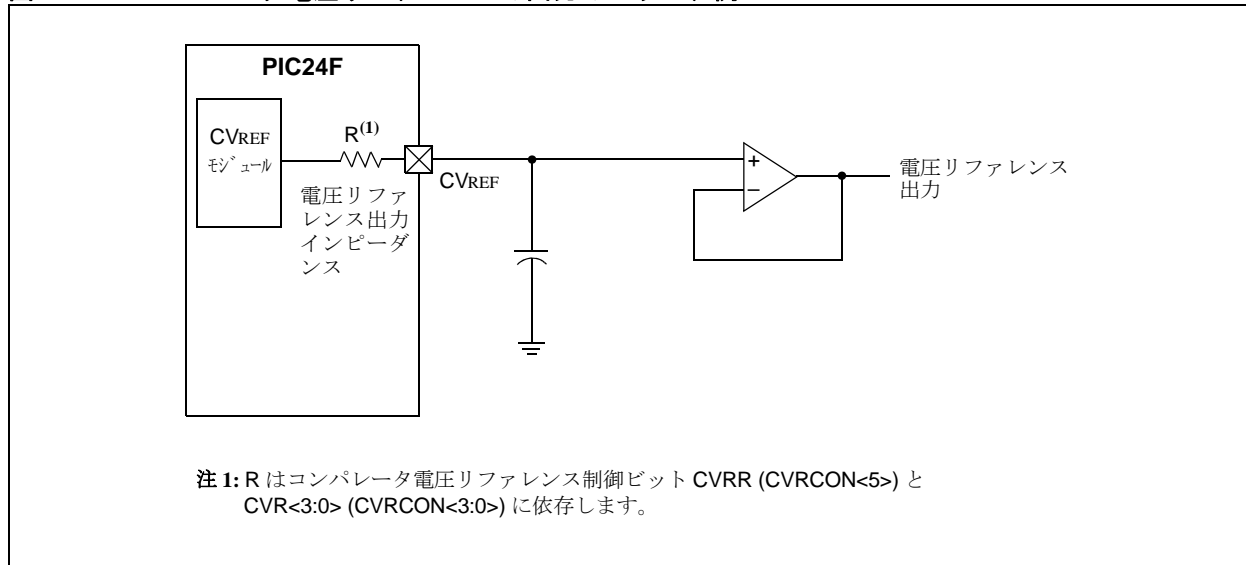 PIC24F
CVREF
モジュール
R(1)
CVREF
電圧リファ
レンス出力
インピーダ
ンス
+
−
電圧リファレンス
出力
注 1: R はコンパレータ電圧リファレンス制御ビット CVRR (CVRCON<5>) と
CVR<3:0> (CVRCON<3:0>) に依存します。